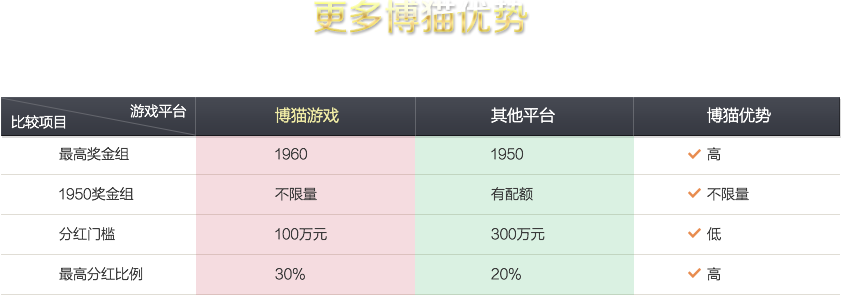 更多博猫优势
游戏平台
比较项目 博猫游戏 其他平台 博猫优势
最高奖金组 1960 1950 高
1950奖金组 不限量 有配额 不限量
分红门槛 100万元 300万元 低
最高分红比例 30% 20% 高